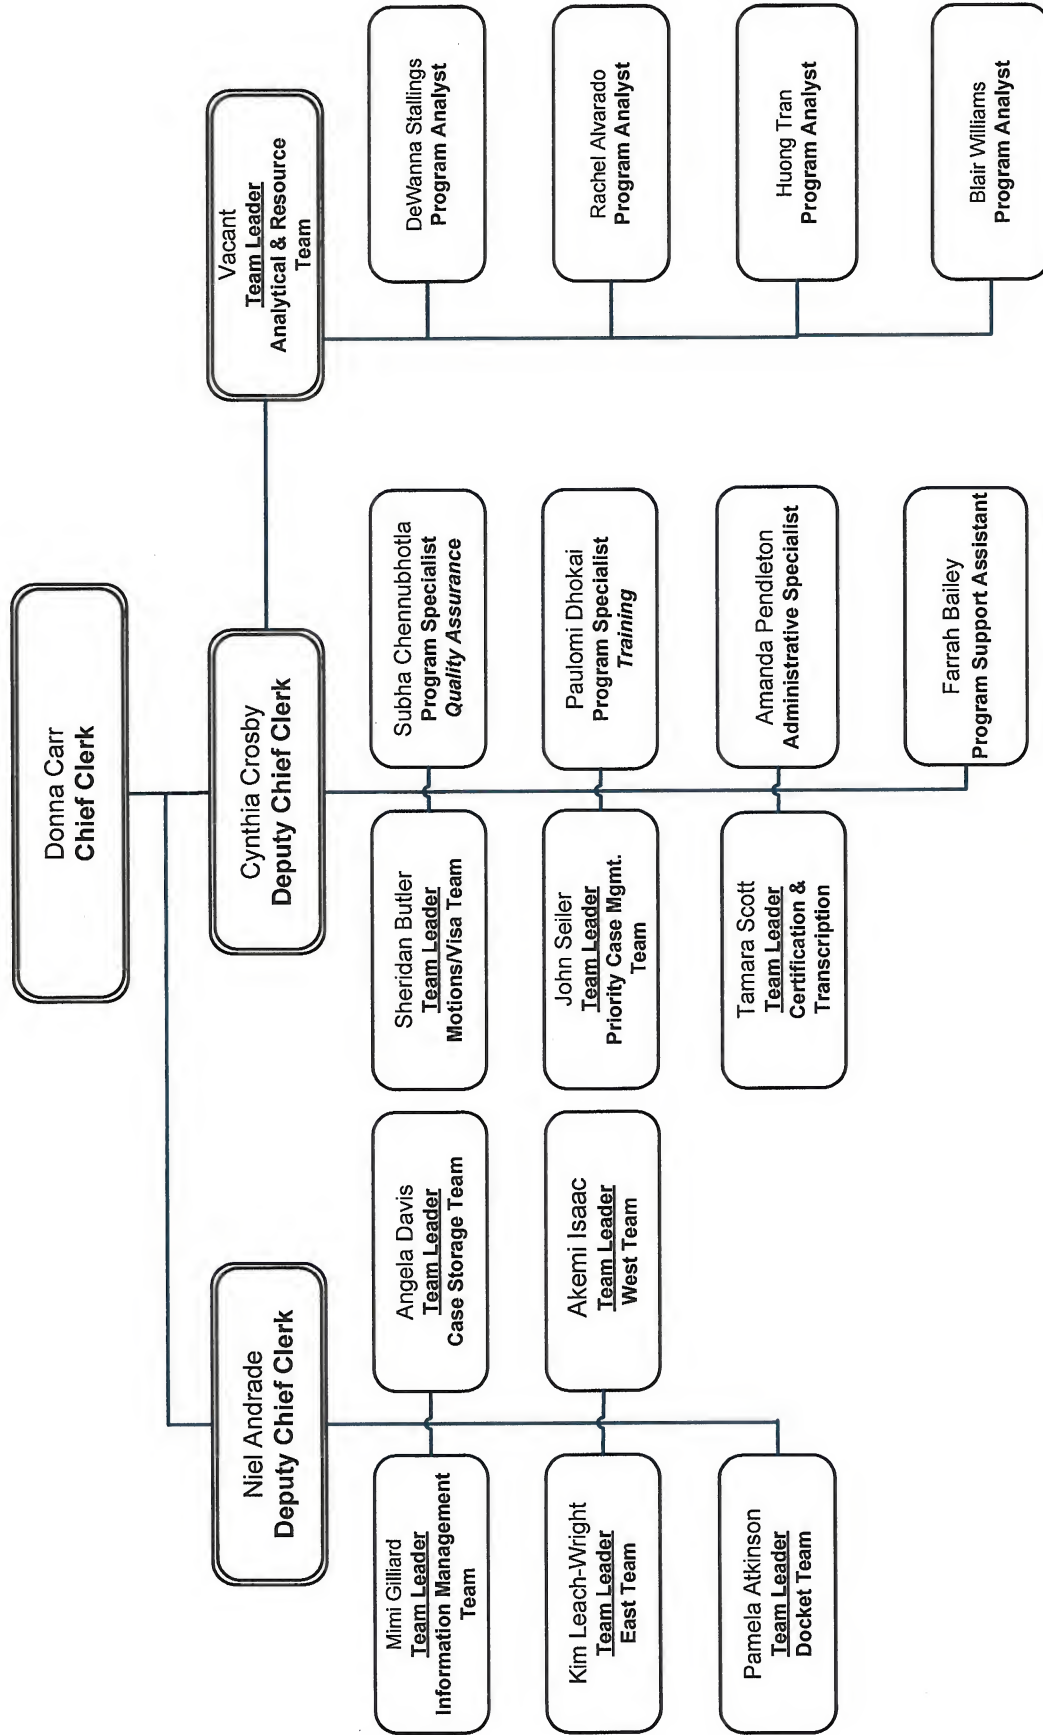 Donna Carr
Chief Clerk
Niel Andrade
Deputy Chief Clerk
Cynthia Crosby
Deputy Chief Clerk
Vacant
Team Leader
Analytical & Resource
Team
Mimi Gilliard
Team Leader
Information Management
Team
Angela Davis
Team Leader
Case Storage Team
Sheridan Butler
Team Leader
Motions/Visa Team
Subha Chennubhotla
Program Specialist
Quality Assurance
DeWanna Stallings
Program Analyst
Kim Leach-Wright
Team Leader
East Team
Akemi Isaac
Team Leader
West Team
John Seiler
Team Leader
Priority Case Mgmt.
Team
Paulomi Dhokai
Program Specialist
Training
Rachel Alvarado
Program Analyst
Pamela Atkinson
Team Leader
Docket Team
Tamara Scott
Team Leader
Certification &
Transcription
Amanda Pendleton
Administrative Specialist
Huong Tran
Program Analyst
Farrah Bailey
Program Support Assistant
Blair Williams
Program Analyst